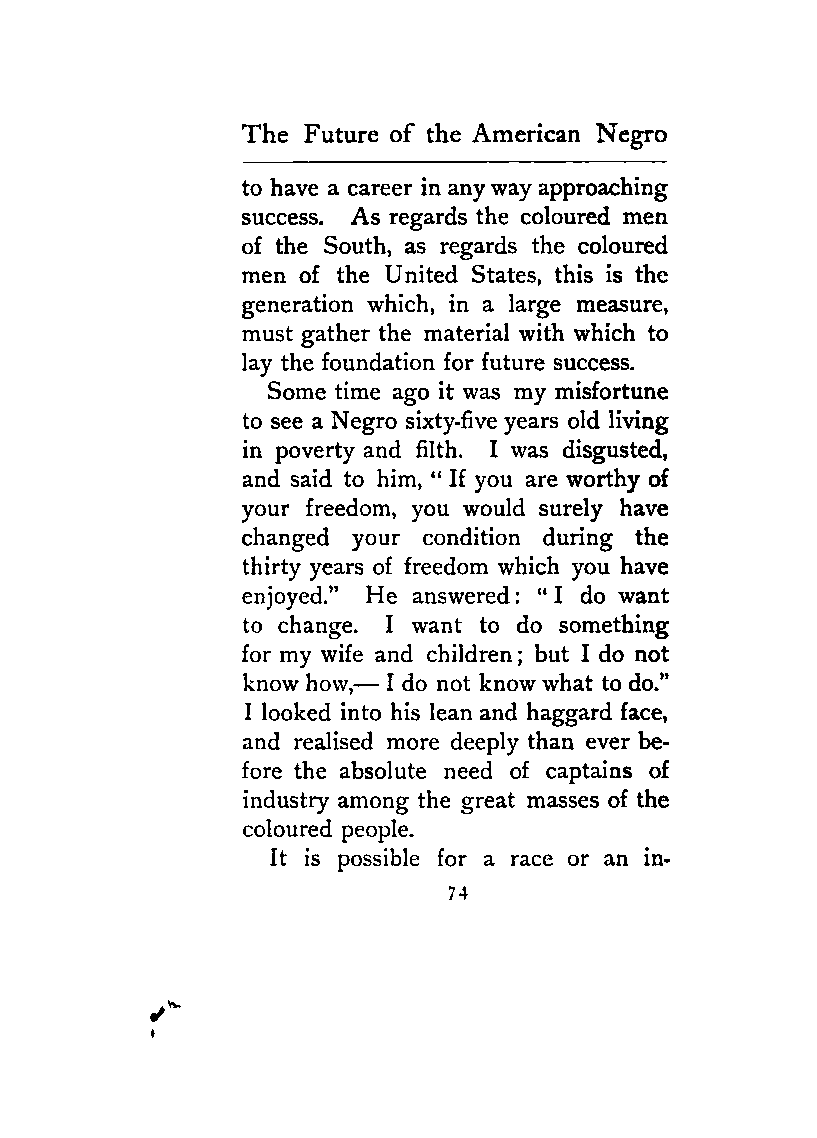 The Future of the American Negro
to have a career in any way approaching
success. As regards the coloured men
of the South, as regards the coloured
men of the United States, this is the
generation which, in a large measure,
must gather the material with which to
lay the foundation for future success.
Some time ago it was my misfortune
to see a Negro sixty-five years old living
in poverty and filth. I was disgusted,
and said to him, “ If you are worthy of
your freedom, you would surely have
changed your condition during the
thirty years of freedom which you have
enjoyed.” He answered: “ I do want
to change. I want to do something
for my wife and children; but I do not
know how,— I do not know what to do.”
I looked into his lean and haggard face,
and realised more deeply than ever be-
fore the absolute need of captains of
industry among the great masses of the
coloured people.
It is possible for a race or an in-
74